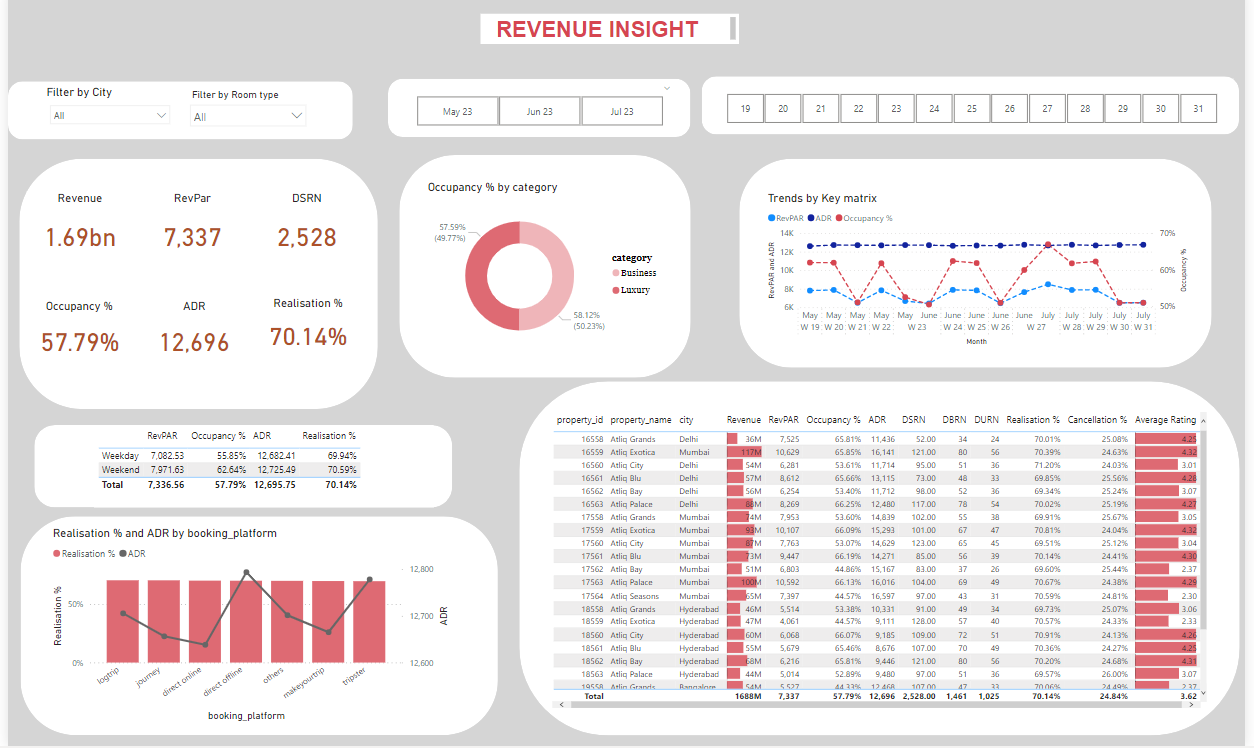 REVENUE INSIGHT
Filter by City
All
Filter by Room type
All
May 23 Jun 23 Jul 23
19 20 21 22 23 24 25 26 27 28 29 30 31
Revenue RevPar DSRN
1.69bn 7,337 2,528
Occupancy % ADR Realisation %
57.79% 12,696 70.14%
Occupancy % by category
57.59%
(49.77%)
58.12%
(50.23%)
category
Business
Luxury
Trends by Key matrix
RevPAR ADR Occupancy %
RevPAR and ADR
14K
12K
10K
8K
6K
70%
60%
50%
Occupancy %
May May May May May June June June June June July July July July July
W 19 W 20 W 21 W 22 W 23 W 24 W 25 W 26 W 27 W 28 W 29 W 30 W 31
Month
RevPAR Occupancy % ADR Realisation %
Weekday 7,082.53 55.85% 12,682.41 69.94%
Weekend 7,971.63 62.64% 12,725.49 70.59%
Total 7,336.56 57.79% 12,695.75 70.14%
Realisation % and ADR by booking_platform
Realisation % ADR
Realisation %
50%
0%
12,800
12,700
12,600
ADR
logtrip journey direct online direct offline others makeyourtrip tripster
booking_platform
property_id property_name city Revenue RevPAR Occupancy % ADR DSRN DBRN DURN Realisation % Cancellation % Average Rating
16558 Atliq Grands Delhi 36M 7,525 65.81% 11,436 52.00 34 24 70.01% 25.08% 4.25
16559 Atliq Exotica Mumbai 117M 10,629 65.85% 16,141 121.00 80 56 70.39% 24.63% 4.32
16560 Atliq City Delhi 54M 6,281 53.61% 11,714 95.00 51 36 71.20% 24.03% 3.01
16561 Atliq Blu Delhi 57M 8,612 65.66% 13,115 73.00 48 33 69.85% 25.56% 4.28
16562 Atliq Bay Delhi 56M 6,254 53.40% 11,712 98.00 52 36 69.34% 25.24% 3.07
16563 Atliq Palace Delhi 88M 8,269 66.25% 12,480 117.00 78 54 70.02% 25.19% 4.27
17558 Atliq Grands Mumbai 74M 7,953 53.60% 14,839 102.00 55 38 69.91% 25.67% 3.05
17559 Atliq Exotica Mumbai 93M 10,107 66.09% 15,293 101.00 67 47 70.81% 24.04% 4.32
17560 Atliq City Mumbai 87M 7,763 53.07% 14,629 123.00 65 45 69.51% 25.12% 3.04
17561 Atliq Blu Mumbai 73M 9,447 66.19% 14,271 85.00 56 39 70.14% 24.41% 4.30
17562 Atliq Bay Mumbai 51M 6,803 44.86% 15,167 83.00 37 26 69.60% 25.44% 2.37
17563 Atliq Palace Mumbai 100M 10,592 66.13% 16,016 104.00 69 49 70.67% 24.38% 4.29
17564 Atliq Seasons Mumbai 65M 7,397 44.57% 16,597 97.00 43 31 70.59% 24.81% 2.30
18558 Atliq Grands Hyderabad 46M 5,514 53.38% 10,331 91.00 49 34 69.73% 25.07% 3.06
18559 Atliq Exotica Hyderabad 47M 4,061 44.57% 9,111 128.00 57 40 70.57% 24.33% 2.33
18560 Atliq City Hyderabad 60M 6,068 66.07% 9,185 109.00 72 51 70.91% 24.13% 4.26
18561 Atliq Blu Hyderabad 55M 5,679 65.46% 8,676 107.00 70 49 70.36% 24.27% 4.25
18562 Atliq Bay Hyderabad 68M 6,216 65.81% 9,446 121.00 80 56 70.20% 24.68% 4.31
18563 Atliq Palace Hyderabad 44M 5,014 52.89% 9,480 97.00 51 36 69.57% 26.00% 3.07
19558 Atliq Grands Bangalore 54M 5,527 44.33% 12,468 107.00 47 33 70.06% 24.49% 2.37
Total 1688M 7,337 57.79% 12,696 2,528.00 1,461 1,025 70.14% 24.84% 3.62